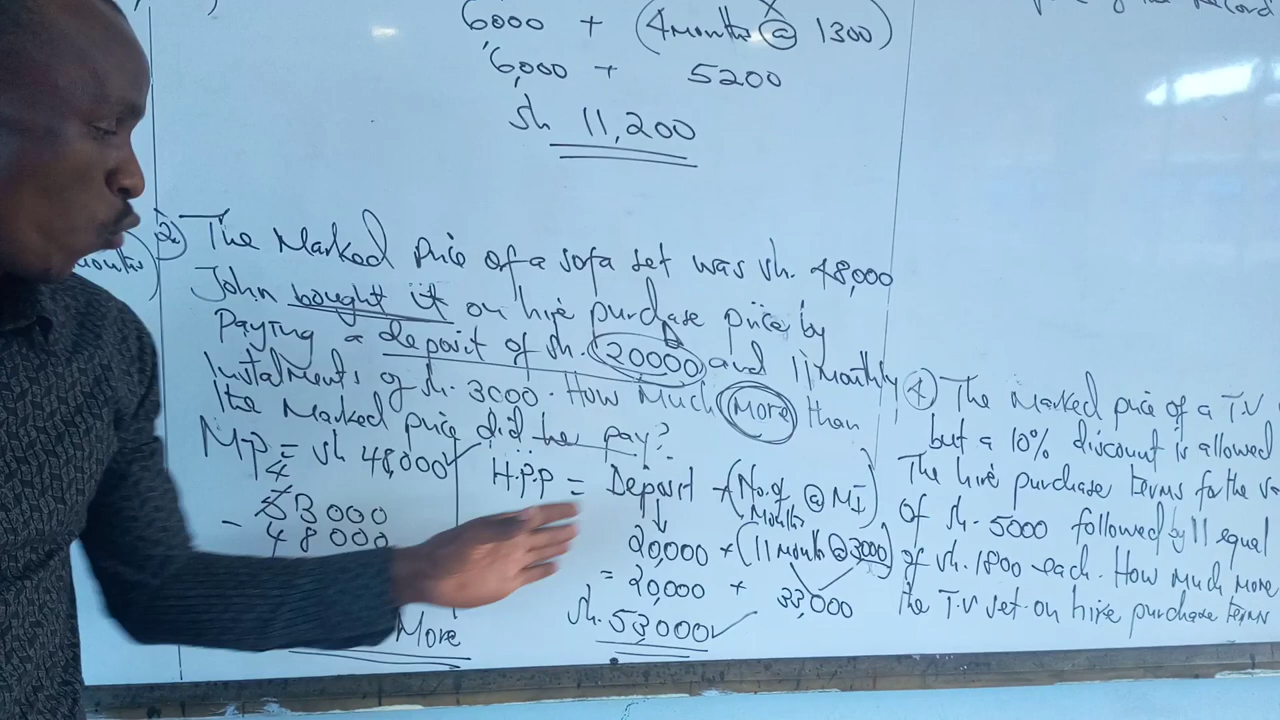 6000 + (4 months @ 1300)
6,000 + 5200
sh 11,200
months)
2) The Marked price of a sofa set was sh. 48,000
John bought it on hire purchase price by
Paying a deposit of sh. 20000 and 11 monthly
Instalments of sh. 3000. How Much More than
the Marked price did he pay?
MP = sh 48,000
4
53000
- 48000
More
H.P.P = Deposit + (No. of Months @ MI)
20,000 + (11 Months @ 3000)
= 20,000 + 33,000
sh. 53,000
4 The Marked price of a T.V
but a 10% discount is allowed
The hire purchase terms for the
of sh. 5000 followed by 11 equal
of sh. 1800 each. How Much More
the T.V set on hire purchase terms